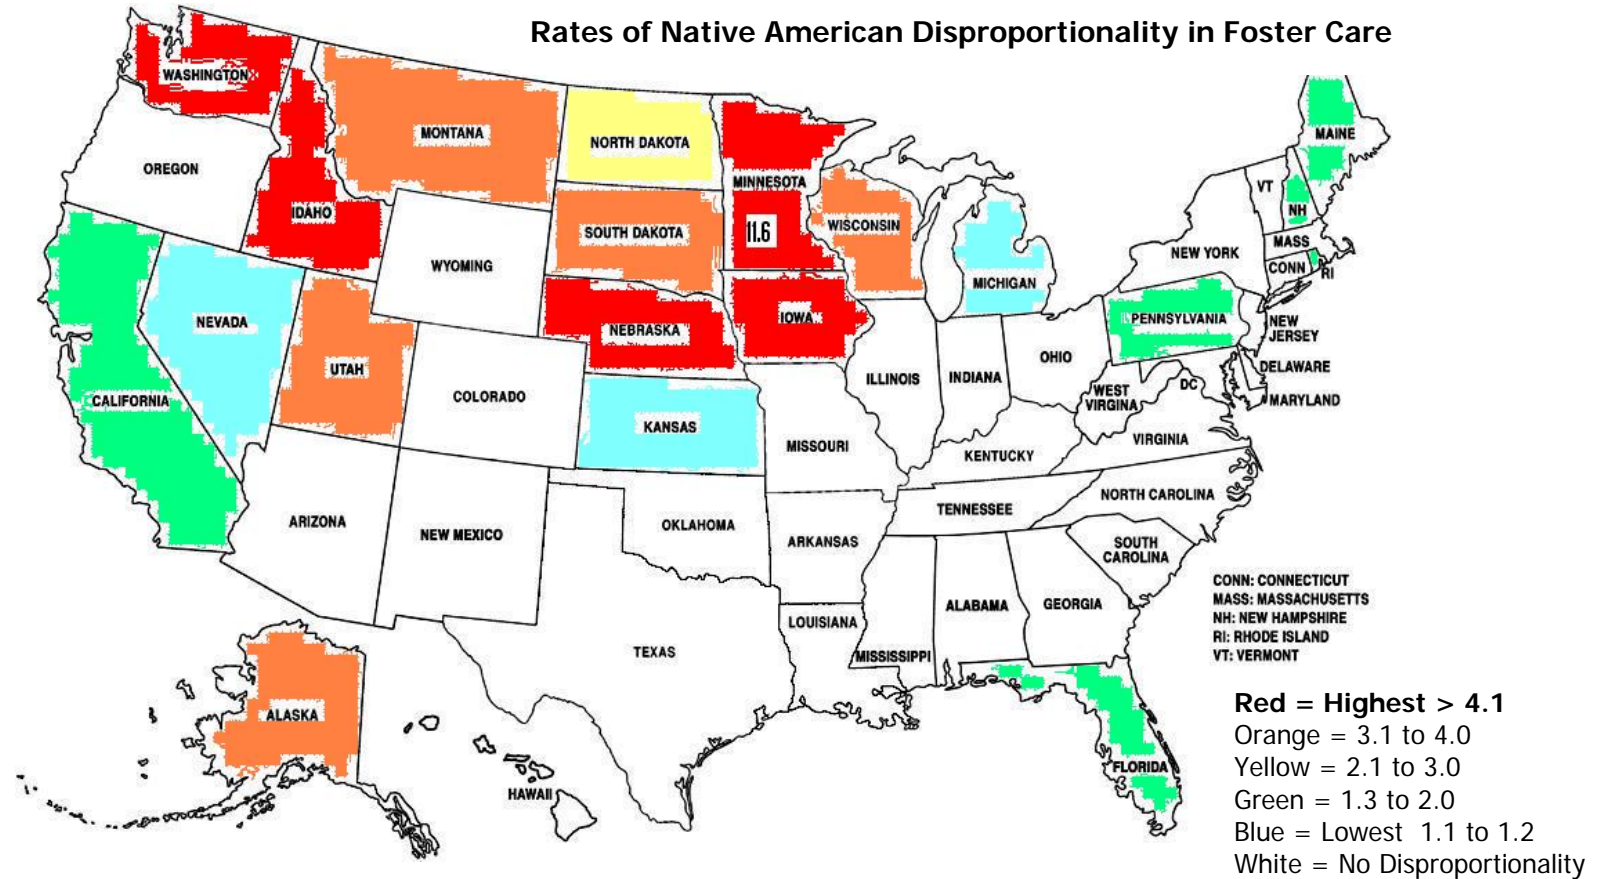 Rates of Native American Disproportionality in Foster Care
WASHINGTON
MONTANA
NORTH DAKOTA
MAINE
OREGON
MINNESOTA
VT
IDAHO
NH
11.6
SOUTH DAKOTA
WISCONSIN
MASS
NEW YORK
WYOMING
CONN
RI
MICHIGAN
NEVADA
NEBRASKA
IOWA
PENNSYLVANIA
NEW
JERSEY
UTAH
OHIO
DELAWARE
ILLINOIS
INDIANA
DC
COLORADO
WEST
VIRGINA
CALIFORNIA
MARYLAND
KANSAS
MISSOURI
VIRGINIA
KENTUCKY
ARIZONA
NEW MEXICO
OKLAHOMA
TENNESSEE
NORTH CAROLINA
ARKANSAS
SOUTH
CAROLINA
ALABAMA
GEORGIA
LOUISIANA
TEXAS
MISSISSIPPI
CONN: CONNECTICUT
MASS: MASSACHUSETTS
NH: NEW HAMPSHIRE
RI: RHODE ISLAND
VT: VERMONT
ALASKA
HAWAII
FLORIDA
Red = Highest > 4.1
Orange = 3.1 to 4.0
Yellow = 2.1 to 3.0
Green = 1.3 to 2.0
Blue = Lowest 1.1 to 1.2
White = No Disproportionality